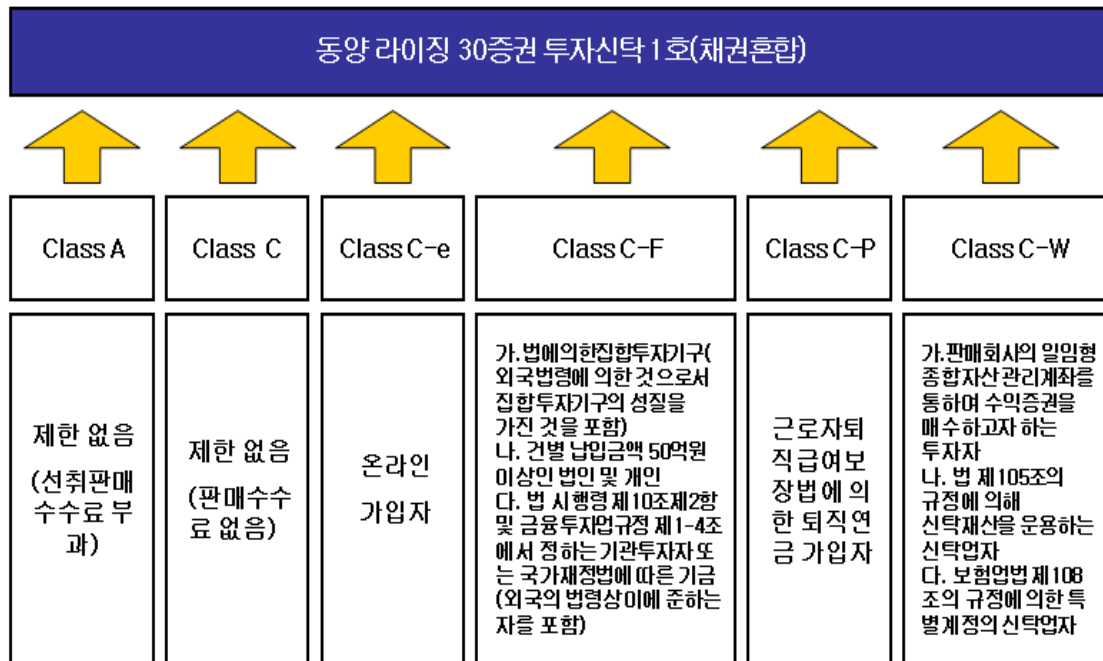 동양 라이징 30증권 투자신탁 1호(채권혼합)
Class A
Class C
Class C-e
Class C-F
Class C-P
Class C-W
제한 없음
(선취판매
수수료 부
과)
제한 없음
(판매수수
료 없음)
온라인
가입자
가.법에의한집합투자기구(
외국법령에 의한 것으로서
집합투자기구의 성질을
가진 것을 포함)
나. 건별 납입금액 50억원
이상인 법인 및 개인
다. 법 시행령 제10조제2항
및 금융투자업규정 제1-4조
에서 정하는 기관투자자 또
는 국가재정법에 따른 기금
(외국의 법령상 이에 준하는
자를 포함)
근로자퇴
직급여보
장법에 의
한 퇴직연
금 가입자
가.판매회사의 일임형
종합자산관리계좌를
통하여 수익증권을
매수하고자 하는
투자자
나. 법 제105조의
규정에 의해
신탁재산을 운용하는
신탁업자
다. 보험업법 제108
조의 규정에 의한 특
별계정의 신탁업자